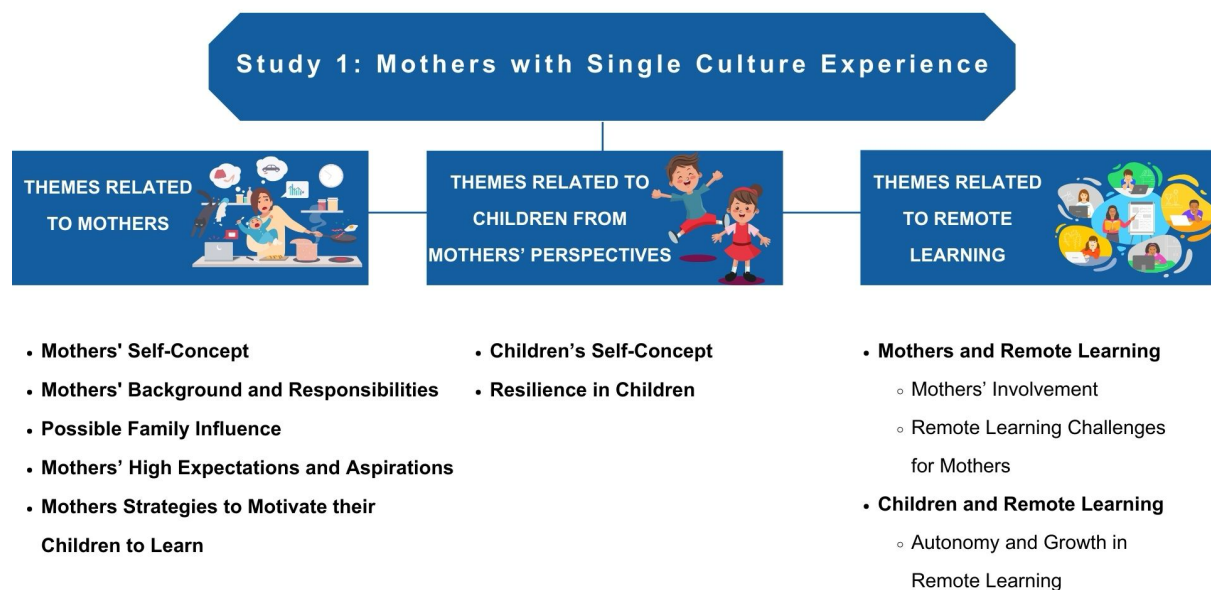 Study 1: Mothers with Single Culture Experience
THEMES RELATED
TO MOTHERS
THEMES RELATED TO
CHILDREN FROM
MOTHERS’ PERSPECTIVES
THEMES RELATED
TO REMOTE
LEARNING
• Mothers' Self-Concept
• Mothers' Background and Responsibilities
• Possible Family Influence
• Mothers’ High Expectations and Aspirations
• Mothers Strategies to Motivate their
Children to Learn
• Children’s Self-Concept
• Resilience in Children
• Mothers and Remote Learning
◦ Mothers’ Involvement
◦ Remote Learning Challenges
for Mothers
• Children and Remote Learning
◦ Autonomy and Growth in
Remote Learning